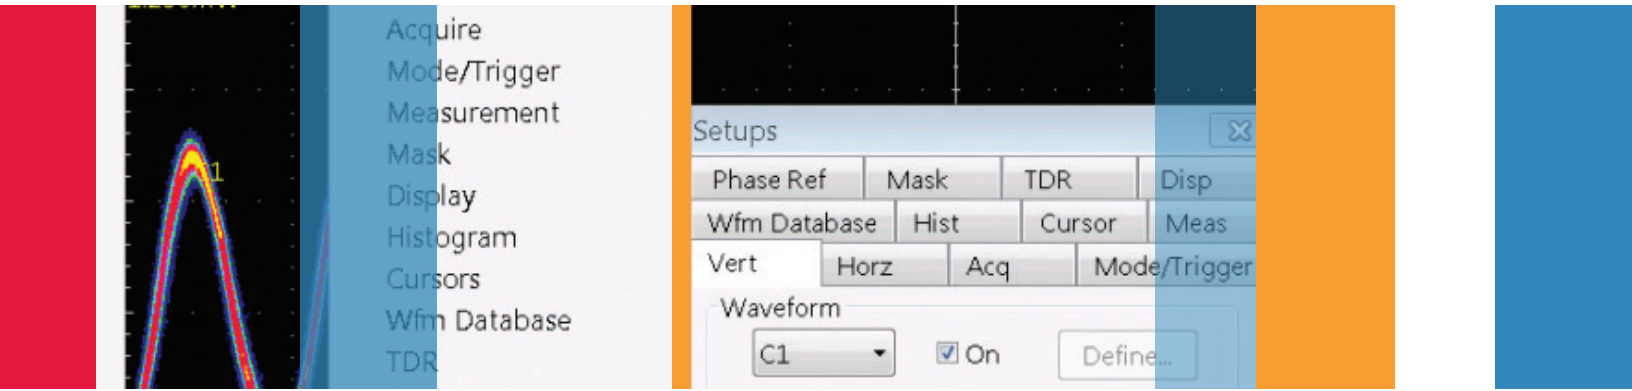 Acquire
Mode/Trigger
Measurement
Mask
1
Display
Histogram
Cursors
Wfm Database
TDR
Setups
Phase Ref Mask TDR Disp
Wfm Database Hist Cursor Meas
Vert Horz Acq Mode/Trigger
Waveform
C1 On Define...